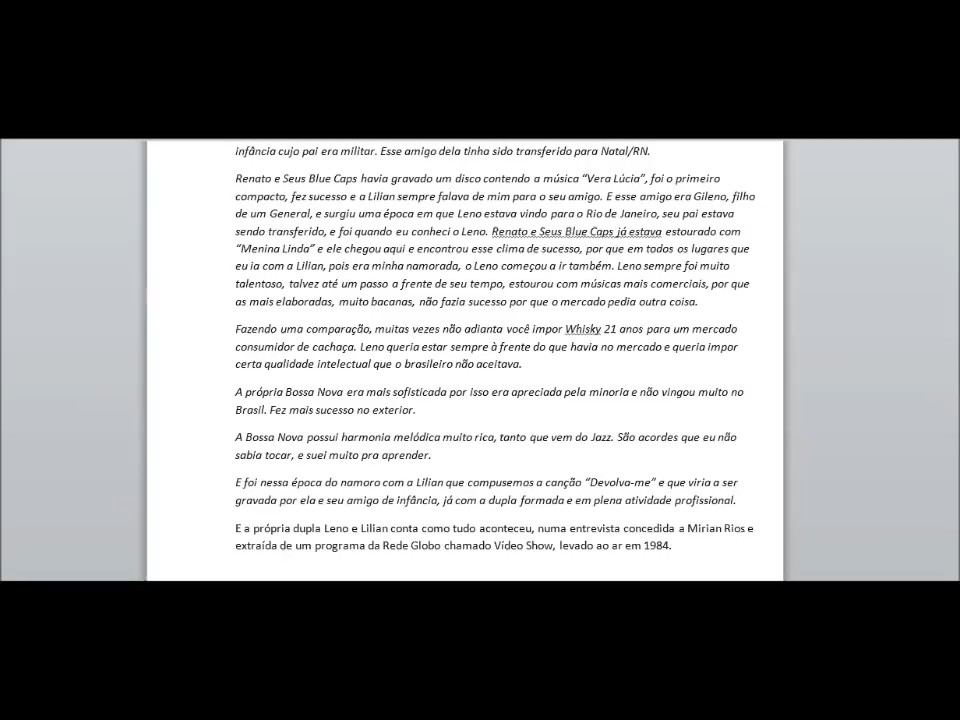 infância cujo pai era militar. Esse amigo dela tinha sido transferido para Natal/RN.
Renato e Seus Blue Caps havia gravado um disco contendo a música “Vera Lúcia”, foi o primeiro
compacto, fez sucesso e a Lilian sempre falava de mim para o seu amigo. E esse amigo era Gileno, filho
de um General, e surgiu uma época em que Leno estava vindo para o Rio de Janeiro, seu pai estava
sendo transferido, e foi quando eu conheci o Leno. Renato e Seus Blue Caps já estava estourado com
“Menina Linda” e ele chegou aqui e encontrou esse clima de sucesso, por que em todos os lugares que
eu ia com a Lilian, pois era minha namorada, o Leno começou a ir também. Leno sempre foi muito
talentoso, talvez até um passo a frente de seu tempo, estourou com músicas mais comerciais, por que
as mais elaboradas, muito bacanas, não fazia sucesso por que o mercado pedia outra coisa.
Fazendo uma comparação, muitas vezes não adianta você impor Whisky 21 anos para um mercado
consumidor de cachaça. Leno queria estar sempre à frente do que havia no mercado e queria impor
certa qualidade intelectual que o brasileiro não aceitava.
A própria Bossa Nova era mais sofisticada por isso era apreciada pela minoria e não vingou muito no
Brasil. Fez mais sucesso no exterior.
A Bossa Nova possui harmonia melódica muito rica, tanto que vem do Jazz. São acordes que eu não
sabia tocar, e suei muito pra aprender.
E foi nessa época do namoro com a Lilian que compusemos a canção “Devolva-me” e que viria a ser
gravada por ela e seu amigo de infância, já com a dupla formada e em plena atividade profissional.
E a própria dupla Leno e Lilian conta como tudo aconteceu, numa entrevista concedida a Mirian Rios e
extraída de um programa da Rede Globo chamado Vídeo Show, levado ao ar em 1984.